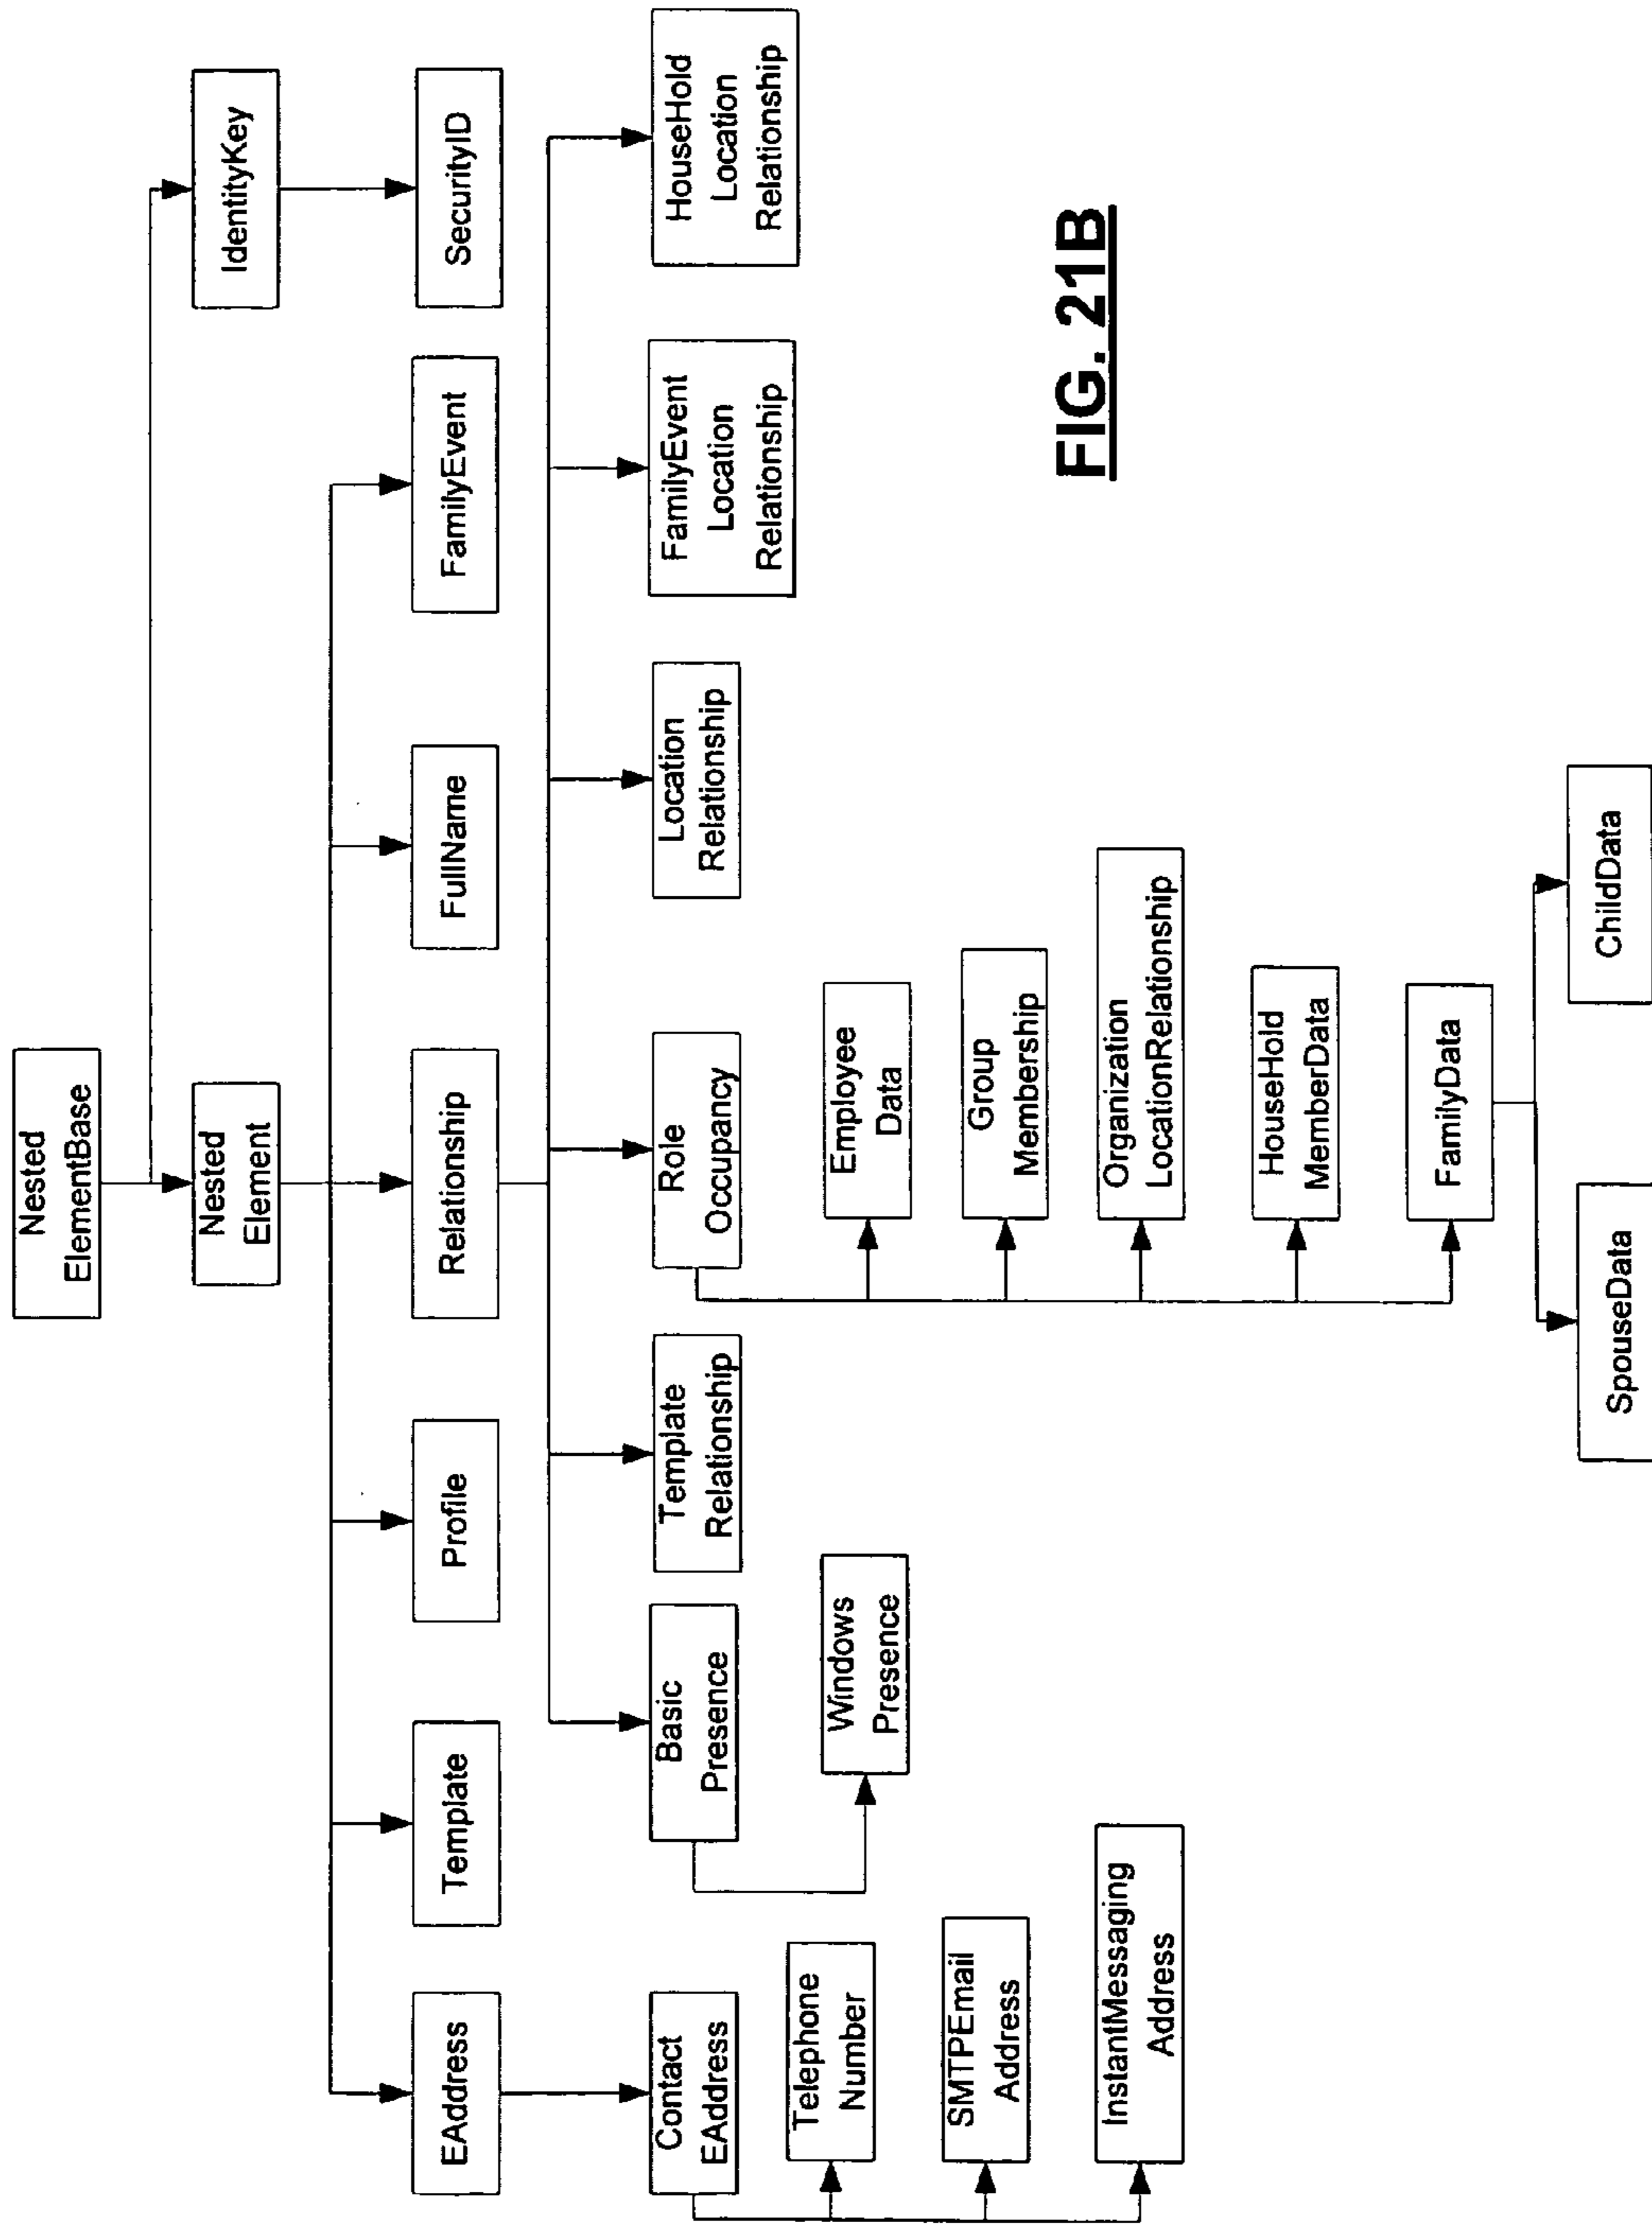 Nested
ElementBase
Nested
Element
IdentityKey
EAddress
Template
Profile
Relationship
FullName
FamilyEvent
SecurityID
Contact
EAddress
Basic
Presence
Template
Relationship
Role
Occupancy
Location
Relationship
FamilyEvent
Location
Relationship
HouseHold
Location
Relationship
Telephone
Number
SMTPEmail
Address
InstantMessaging
Address
Windows
Presence
Employee
Data
Group
Membership
Organization
LocationRelationship
HouseHold
MemberData
FamilyData
SpouseData
ChildData
FIG. 21B